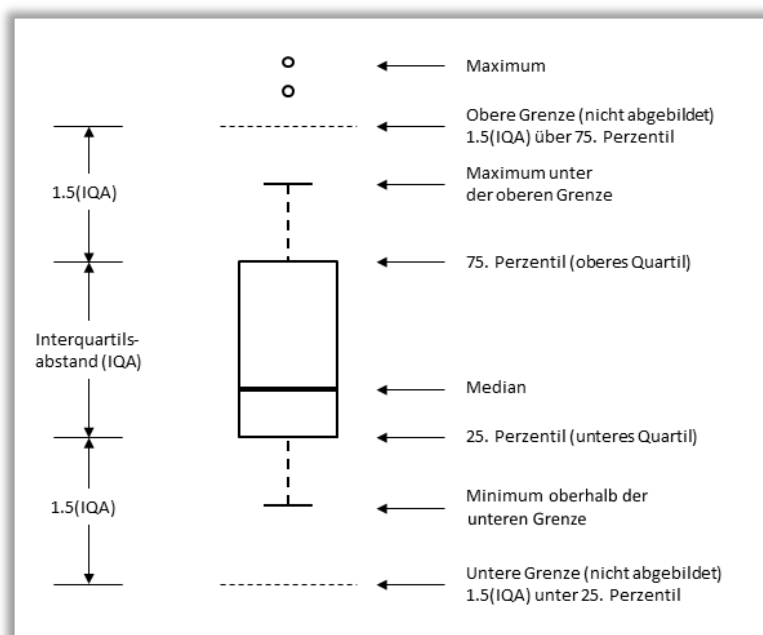 Maximum
Obere Grenze (nicht abgebildet)
1.5(IQA) über 75. Perzentil
Maximum unter
der oberen Grenze
1.5(IQA)
75. Perzentil (oberes Quartil)
Interquartils-
abstand (IQA)
Median
25. Perzentil (unteres Quartil)
Minimum oberhalb der
unteren Grenze
1.5(IQA)
Untere Grenze (nicht abgebildet)
1.5(IQA) unter 25. Perzentil